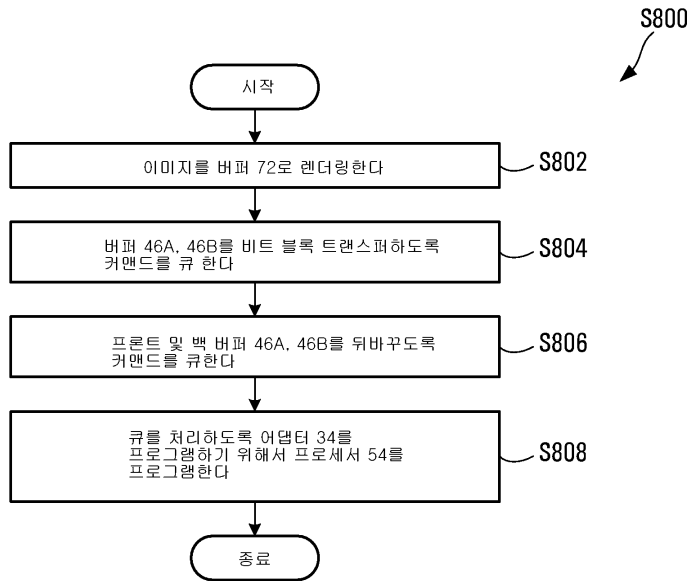 S800
시작
이미지를 버퍼 72로 렌더링한다
S802
버퍼 46A, 46B를 비트 블록 트랜스퍼하도록
커맨드를 큐 한다
S804
프론트 및 백 버퍼 46A, 46B를 뒤바꾸도록
커맨드를 큐한다
S806
큐를 처리하도록 어댑터 34를
프로그램하기 위해서 프로세서 54를
프로그램한다
S808
종료